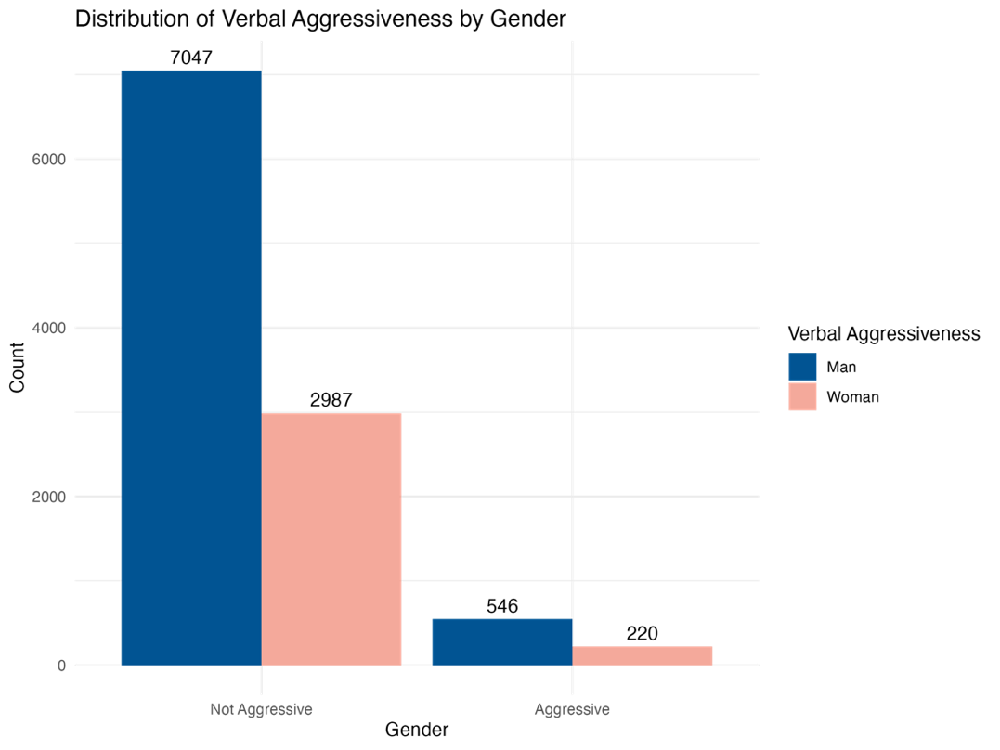 Distribution of Verbal Aggressiveness by Gender
7047
6000
4000
Count
Verbal Aggressiveness
Man
Woman
2987
2000
546
220
0
Not Aggressive
Aggressive
Gender